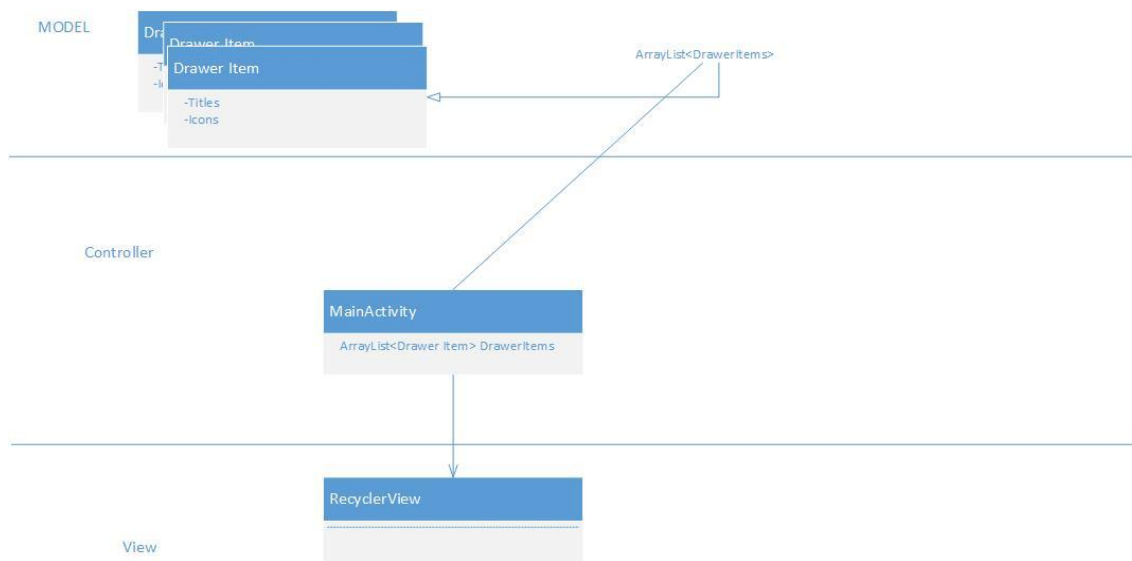 MODEL
Drawer Item
Drawer Item
-Titles
-Icons
ArrayList<DrawerItems>
Controller
MainActivity
ArrayList<Drawer Item> DrawerItems
RecyclerView
View